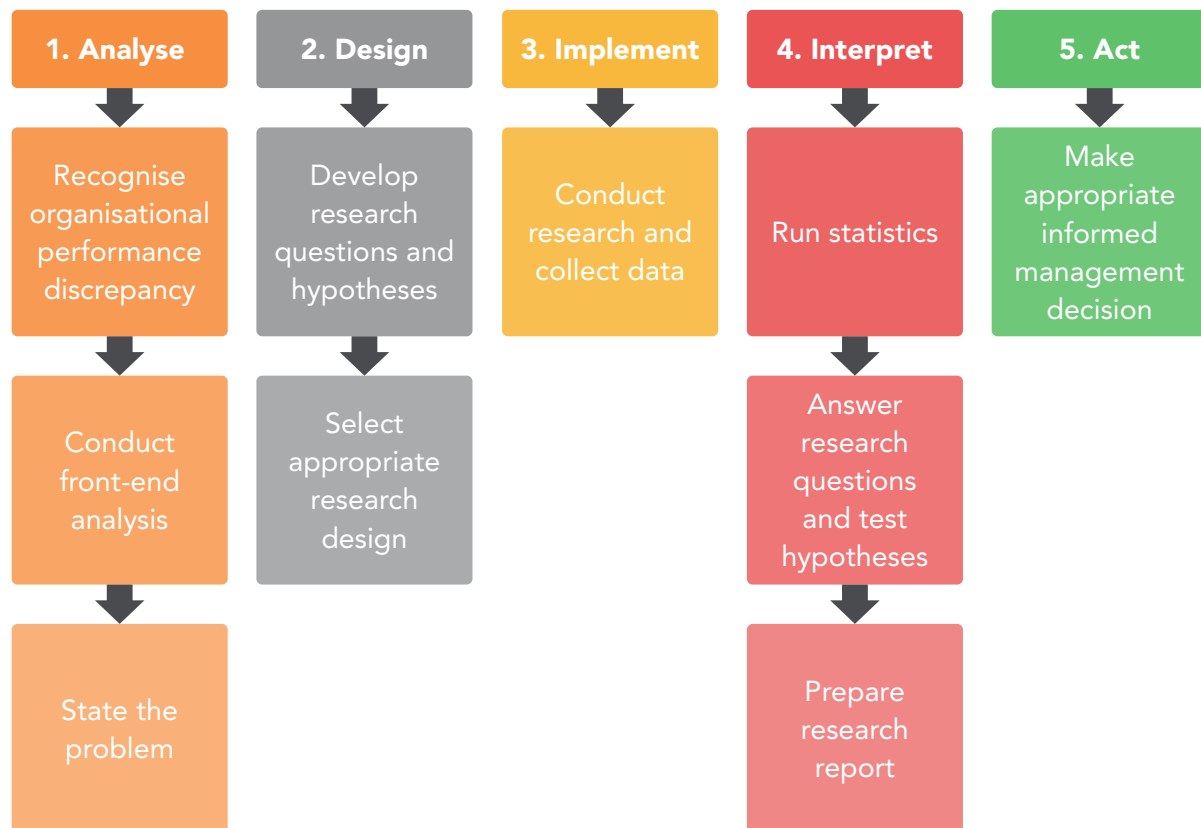 1. Analyse
Recognise
organisational
performance
discrepancy
Conduct
front-end
analysis
State the
problem
2. Design
Develop
research
questions and
hypotheses
Select
appropriate
research
design
3. Implement
Conduct
research and
collect data
4. Interpret
Run statistics
Answer
research
questions
and test
hypotheses
Prepare
research
report
5. Act
Make
appropriate
informed
management
decision